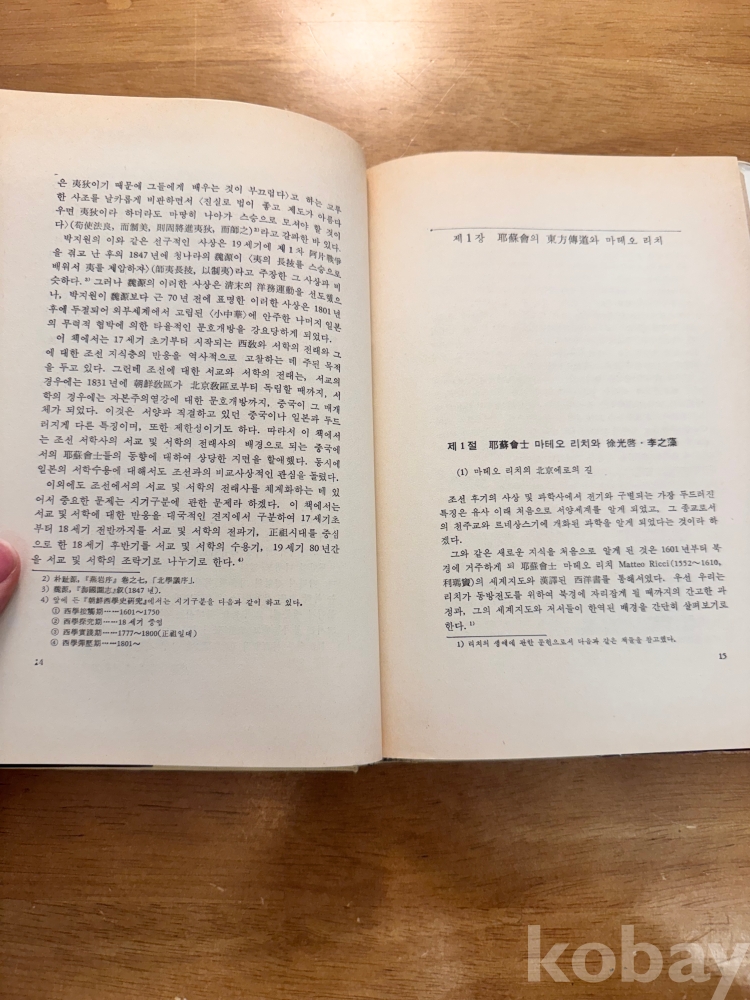 은 夷狄이기 때문에 그들에게 배우는 것이 부끄럽다〉고 하는 고루
한 사조를 날카롭게 비판하면서 〈진실로 법이 좋고 제도가 아름다
우면 夷狄이라 하더라도 마땅히 나아가 스승으로 모셔야 할 것이
다〉(苟使法良, 而制美, 則固將進夷狄, 而師之)³⁾라고 갈파한 바 있다.
박지원의 이와 같은 선구적인 사상은 19세기에 제1차 阿片戰爭
을 겪고 난 후의 1847년에 청나라의 魏源이 〈夷의 長技를 스승으로
배워서 夷를 제압하자〉(師夷長技, 以制夷)라고 주장한 그 사상과 비
슷하다.²⁾ 그러나 魏源의 이러한 사상은 清末의 洋務運動을 선도했으
나, 박지원이 魏源보다 근 70년 전에 표명한 이러한 사상은 1801년
후에 두절되어 외부세계에서 고립된 〈小中華〉에 안주한 나머지 일본
의 무력적 협박에 의한 타율적인 문호개방을 강요당하게 되었다.
이 책에서는 17세기 초기부터 시작되는 西敎와 서학의 전래와 그
에 대한 조선 지식층의 반응을 역사적으로 고찰하는 데 주된 목적
을 두고 있다. 그런데 조선에 대한 서교와 서학의 전래는, 서교의
경우에는 1831년에 朝鮮敎區가 北京敎區로부터 독립할 때까지, 서
학의 경우에는 자본주의열강에 대한 문호개방까지, 중국이 그 매개
체가 되었다. 이것은 서양과 직접하고 있던 중국이나 일본과 두드
러지게 다른 특징이며, 또한 제한성이기도 하다. 따라서 이 책에서
는 조선 서학사의 서교 및 서학의 전래사의 배경으로 되는 중국에
서의 耶蘇會士들의 동향에 대하여 상당한 지면을 할애했다. 동시에
일본의 서학수용에 대해서도 조선과의 비교사상적인 관심을 돌렸다.
이외에도 조선에서의 서교 및 서학의 전래사를 체계화하는 데 있
어서 중요한 문제는 시기구분에 관한 문제라 하겠다. 이 책에서는
서교 및 서학에 대한 반응을 대국적인 견지에서 구분하여 17세기초
부터 18세기 전반까지를 서교 및 서학의 전파기, 正祖시대를 중심
으로 한 18세기 후반기를 서교 및 서학의 수용기, 19세기 80년간
을 서교 및 서학의 조락기로 나누기로 한다.⁴⁾
2) 朴趾源, 『燕岩序』卷之七, 「北學議序」.
3) 魏源, 『海國圖志』敍(1847년).
4) 앞에 든 『朝鮮西學史硏究』에서는 시기구분을 다음과 같이 하고 있다.
① 西學接觸期……1601～1750
② 西學探究期……18세기 중엽
③ 西學實踐期……1777～1800(正祖일대)
④ 西學彈壓期……1801～
14
제1장 耶蘇會의 東方傳道와 마테오 리치
제1절 耶蘇會士 마테오 리치와 徐光啓·李之藻
(1) 마테오 리치의 北京에로의 길
조선 후기의 사상 및 과학사에서 전기와 구별되는 가장 두드러진
특징은 유사 이래 처음으로 서양세계를 알게 되었고, 그 종교로서
의 천주교와 르네상스기에 개화된 과학을 알게 되었다는 것이라 하
겠다.
그와 같은 새로운 지식을 처음으로 알게 된 것은 1601년부터 북
경에 거주하게 된 耶蘇會士 마테오 리치 Matteo Ricci(1552～1610,
利瑪竇)의 세계지도와 漢譯된 西洋書를 통해서였다. 우선 우리는
리치가 동방전도를 위하여 북경에 자리잡게 될 때까지의 간고한 과
정과, 그의 세계지도와 저서들이 한역된 배경을 간단히 살펴보기로
한다.¹⁾
1) 리치의 생애에 관한 문헌으로서 다음과 같은 책들을 참고했다.
15
kobay